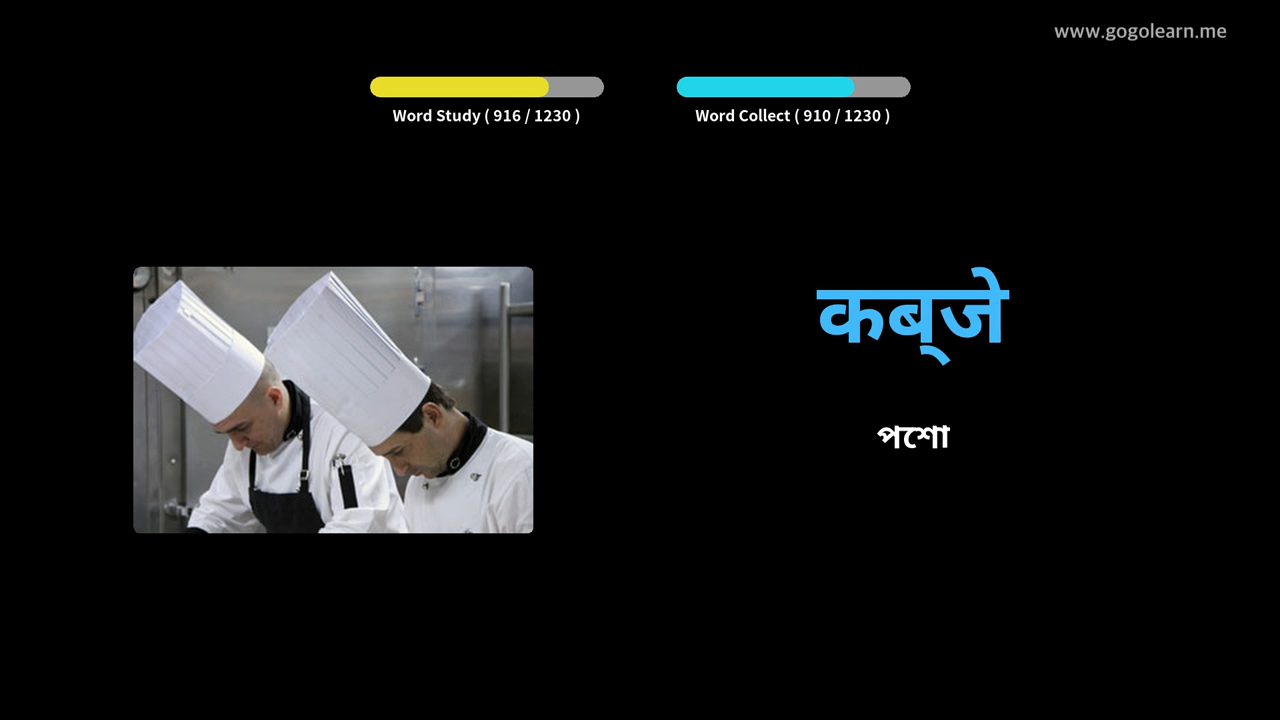 www.gogolearn.me
Word Study ( 916 / 1230 )
Word Collect ( 910 / 1230 )
कब्जे
পশো